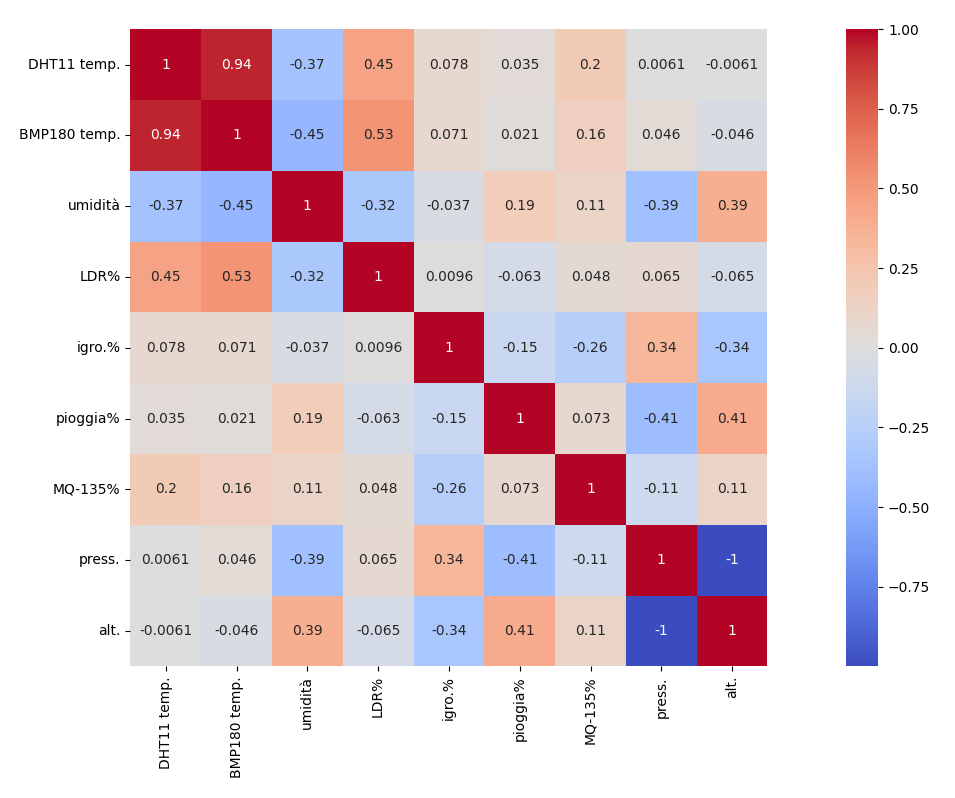 DHT11 temp. 1 0.94 -0.37 0.45 0.078 0.035 0.2 0.0061 -0.0061
BMP180 temp. 0.94 1 -0.45 0.53 0.071 0.021 0.16 0.046 -0.046
umidità -0.37 -0.45 1 -0.32 -0.037 0.19 0.11 -0.39 0.39
LDR% 0.45 0.53 -0.32 1 0.0096 -0.063 0.048 0.065 -0.065
igro.% 0.078 0.071 -0.037 0.0096 1 -0.15 -0.26 0.34 -0.34
pioggia% 0.035 0.021 0.19 -0.063 -0.15 1 0.073 -0.41 0.41
MQ-135% 0.2 0.16 0.11 0.048 -0.26 0.073 1 -0.11 0.11
press. 0.0061 0.046 -0.39 0.065 0.34 -0.41 -0.11 1 -1
alt. -0.0061 -0.046 0.39 -0.065 -0.34 0.41 0.11 -1 1
DHT11 temp.
BMP180 temp.
umidità
LDR%
igro.%
pioggia%
MQ-135%
press.
alt.
1.00
0.75
0.50
0.25
0.00
−0.25
−0.50
−0.75